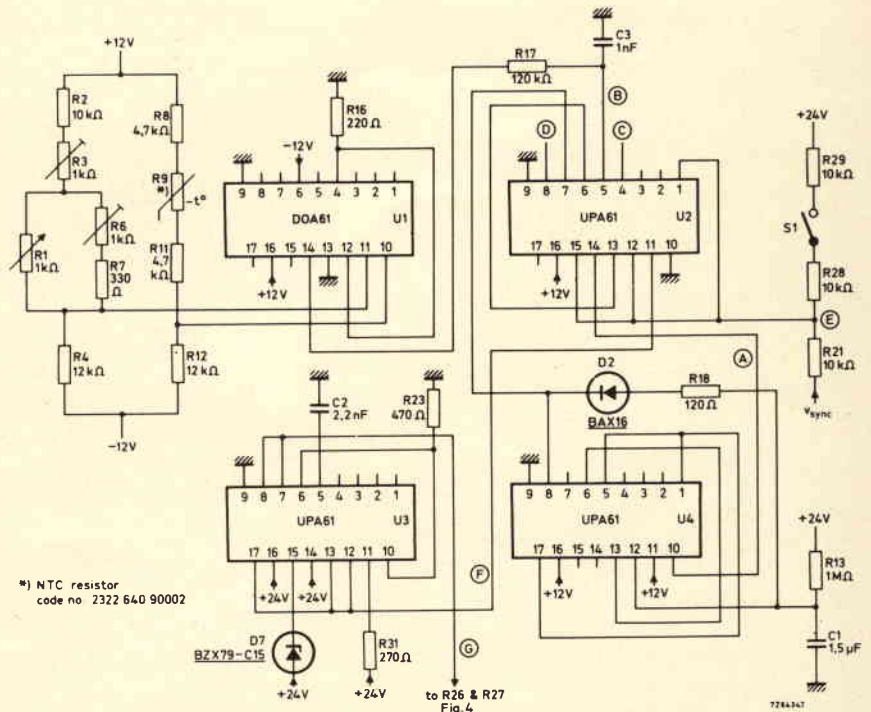 +12V
R2
10kΩ
R3
1kΩ
R1
1kΩ
R6
1kΩ
R7
330
Ω
R4
12kΩ
R8
4,7kΩ
R9
*)
-t°
R11
4,7
kΩ
R12
12kΩ
-12V
R16
220Ω
-12V
9 8 7 6 5 4 3 2 1
DOA61 U1
17 16 15 14 13 12 11 10
+12V
R17
120 kΩ
C3
1nF
B
D
C
9 8 7 6 5 4 3 2 1
UPA61 U2
17 16 15 14 13 12 11 10
+12V
+24V
R29
10kΩ
S1
R28
10kΩ
E
R21
10kΩ
Vsync
A
D2
BAX16
R18
120Ω
C2
2,2nF
R23
470Ω
9 8 7 6 5 4 3 2 1
UPA61 U3
17 16 15 14 13 12 11 10
+24V
+24V
F
D7
BZX79-C15
+24V
R31
270Ω
+24V
G
to R26 & R27
Fig.4
9 8 7 6 5 4 3 2 1
UPA61 U4
17 16 15 14 13 12 11 10
+12V
+12V
+24V
R13
1MΩ
C1
1,5µF
*) NTC resistor
code no 2322 640 90002
7Z84347